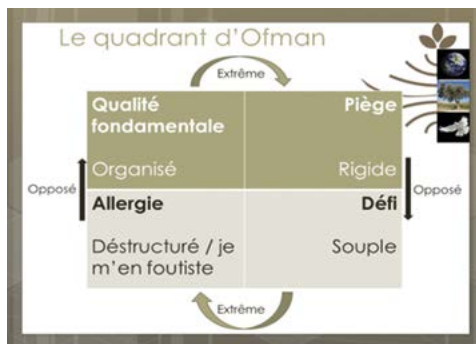 Le quadrant d'Ofman
Extrême
Qualité
fondamentale
Piège
Organisé
Rigide
Opposé
Opposé
Allergie
Défi
Déstructuré / je
m'en foutiste
Souple
Extrême